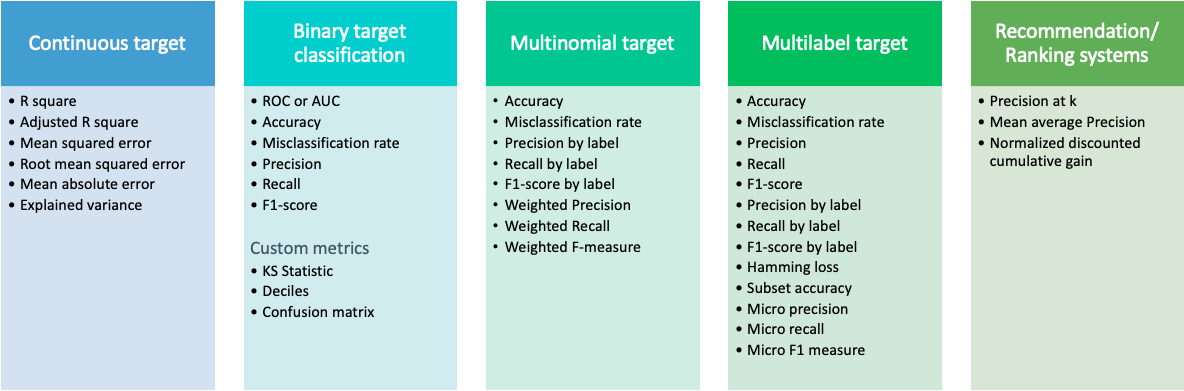 Continuous target
• R square
• Adjusted R square
• Mean squared error
• Root mean squared error
• Mean absolute error
• Explained variance
Binary target
classification
• ROC or AUC
• Accuracy
• Misclassification rate
• Precision
• Recall
• F1-score
Custom metrics
• KS Statistic
• Deciles
• Confusion matrix
Multinomial target
• Accuracy
• Misclassification rate
• Precision by label
• Recall by label
• F1-score by label
• Weighted Precision
• Weighted Recall
• Weighted F-measure
Multilabel target
• Accuracy
• Misclassification rate
• Precision
• Recall
• F1-score
• Precision by label
• Recall by label
• F1-score by label
• Hamming loss
• Subset accuracy
• Micro precision
• Micro recall
• Micro F1 measure
Recommendation/
Ranking systems
• Precision at k
• Mean average Precision
• Normalized discounted
cumulative gain